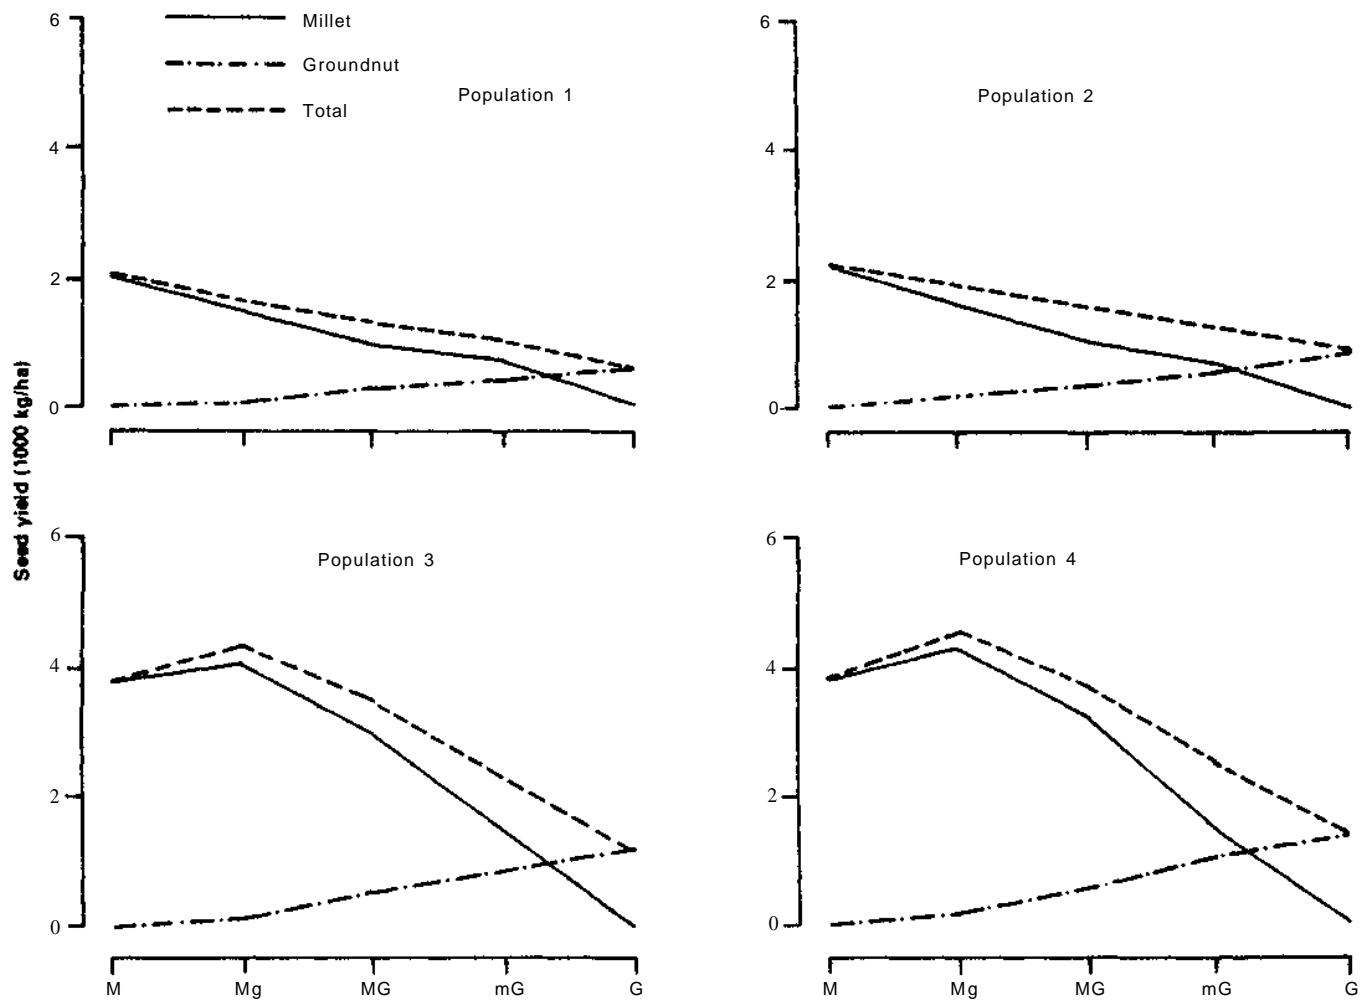 6
Millet
Groundnut
Total
Population 1
4
2
0
6
Population 2
4
2
0
Seed yield (1000 kg/ha)
6
Population 3
4
2
0
M Mg MG mG G
6
Population 4
4
2
0
M Mg MG mG G